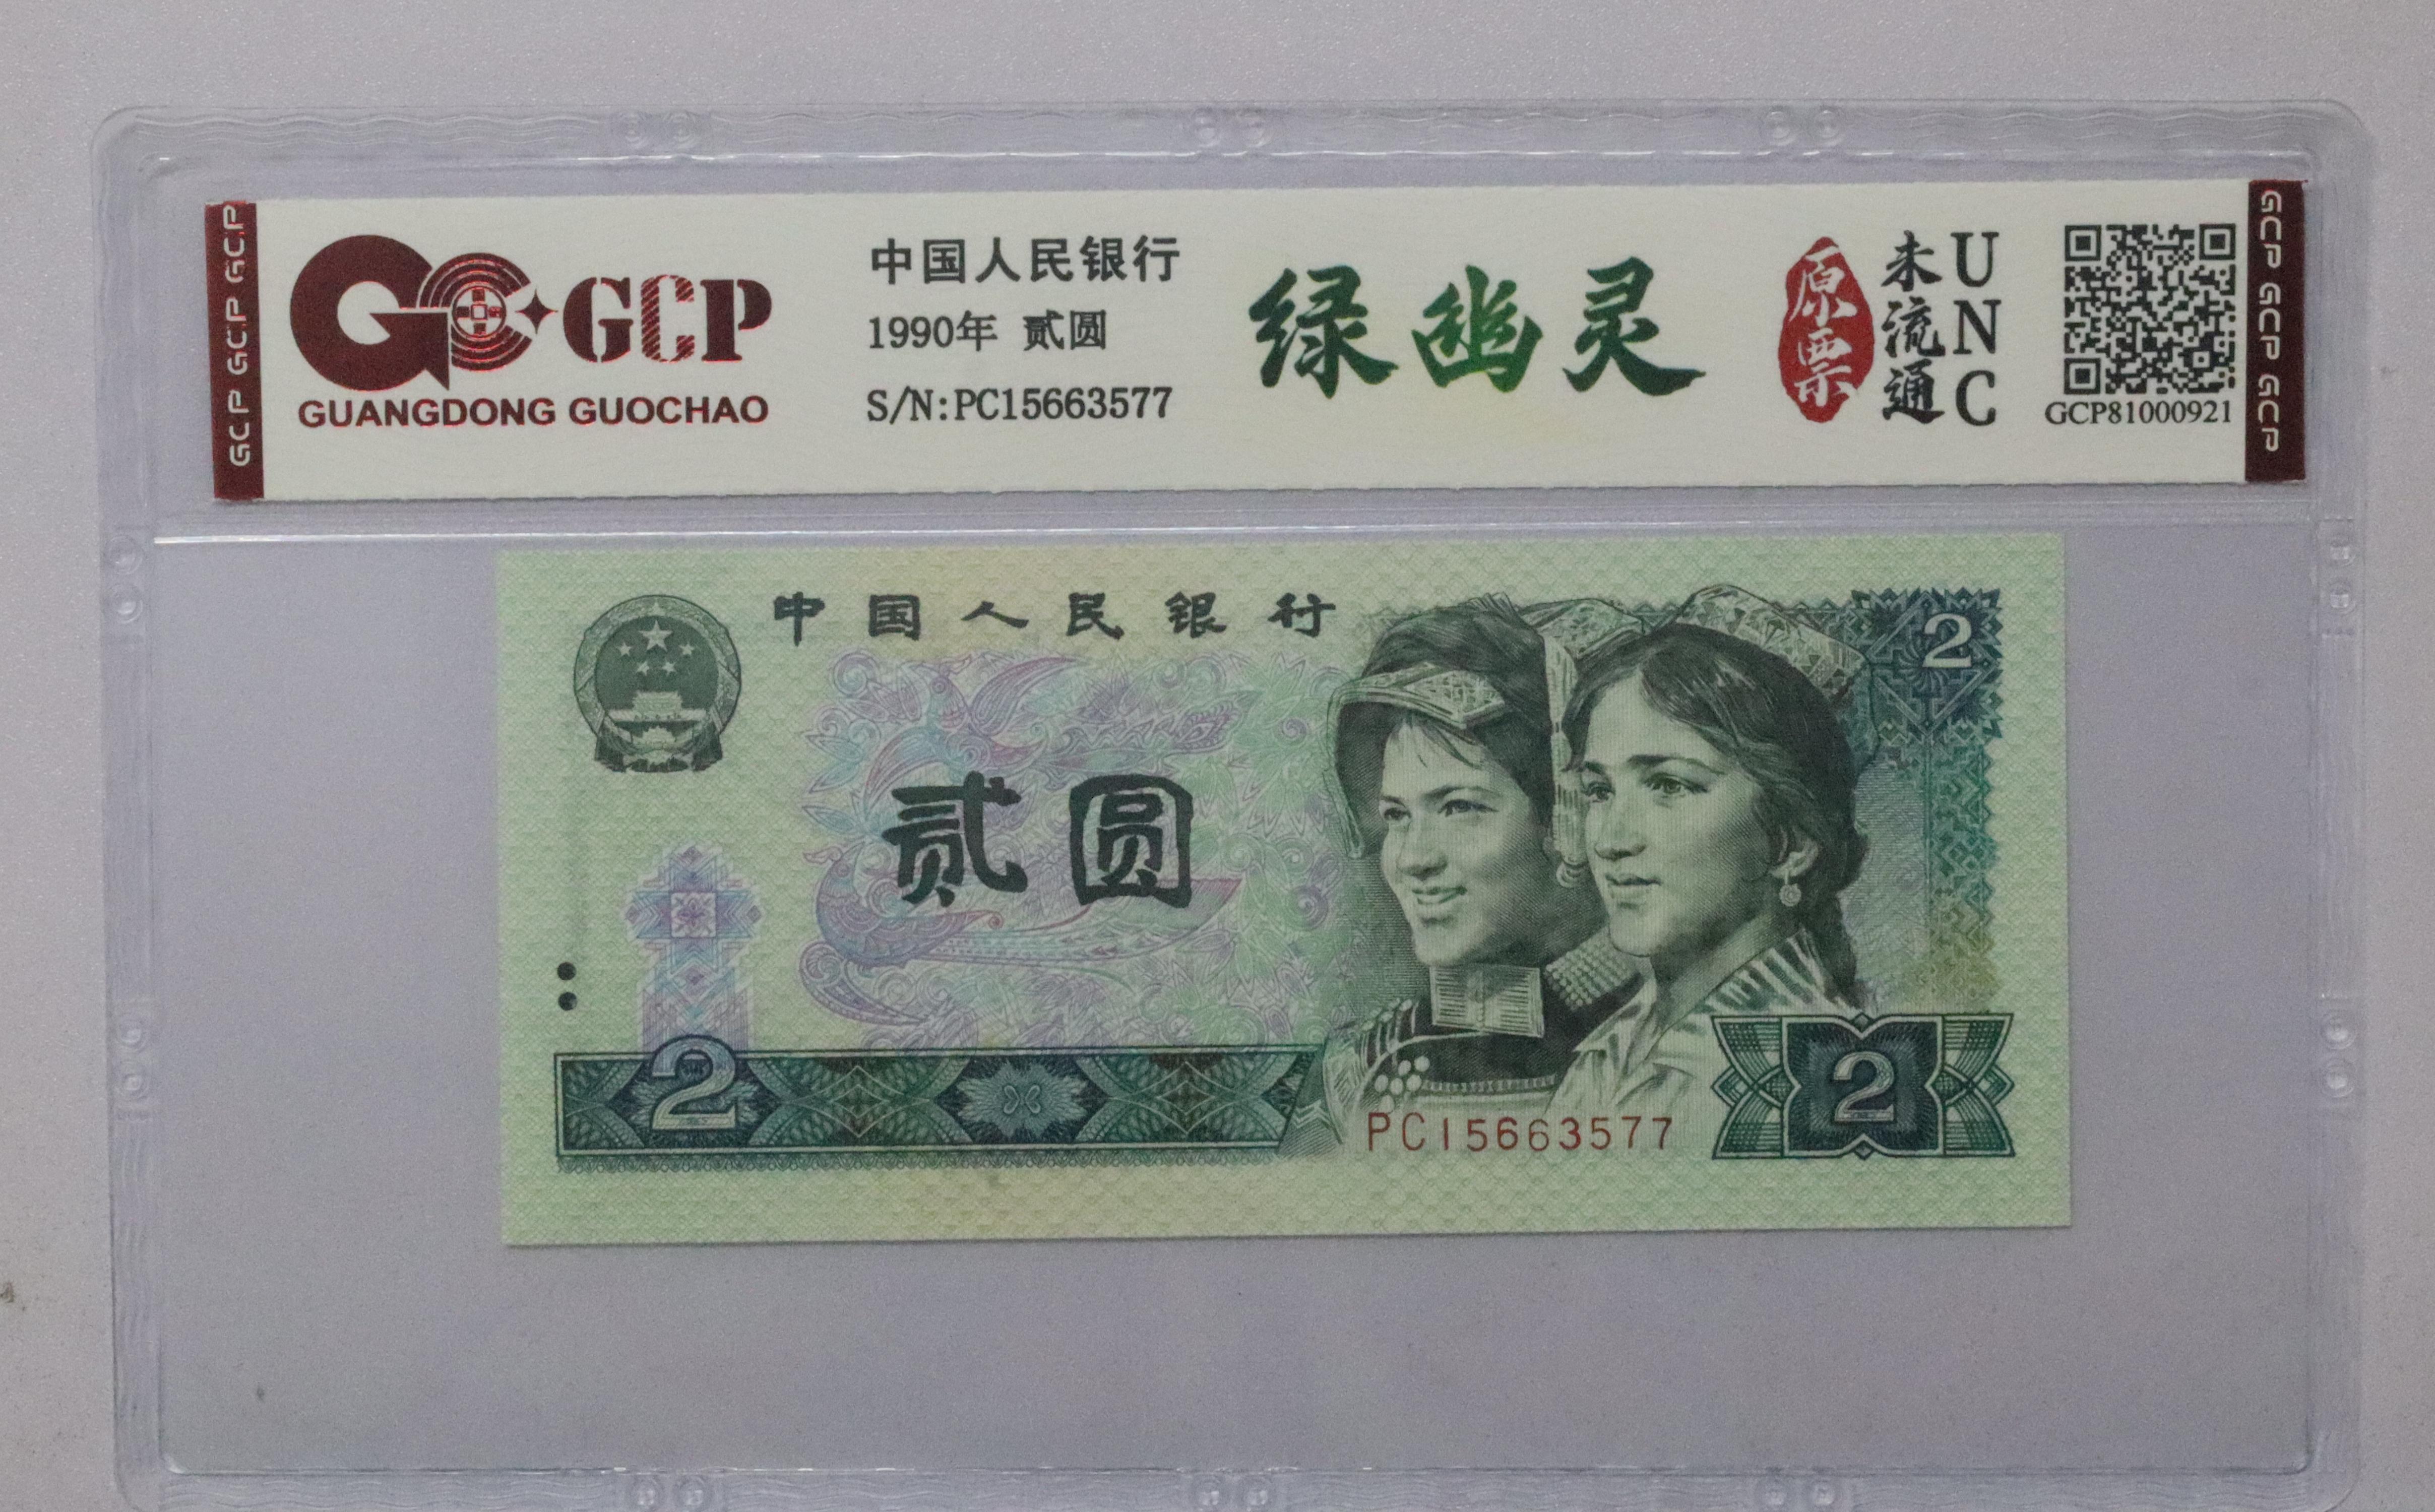 GCP GCP GCP
GCP
GUANGDONG GUOCHAO
中国人民银行
1990年 贰圆
S/N:PC15663577
绿幽灵
原票
未流通
UNC
GCP81000921
GCP GCP GCP
中国人民银行
2
贰圆
2
PC15663577
2